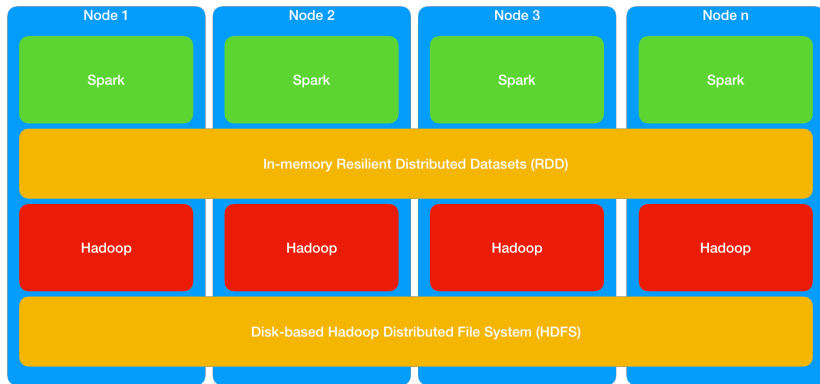 Node 1
Node 2
Node 3
Node n
Spark
Spark
Spark
Spark
In-memory Resilient Distributed Datasets (RDD)
Hadoop
Hadoop
Hadoop
Hadoop
Disk-based Hadoop Distributed File System (HDFS)